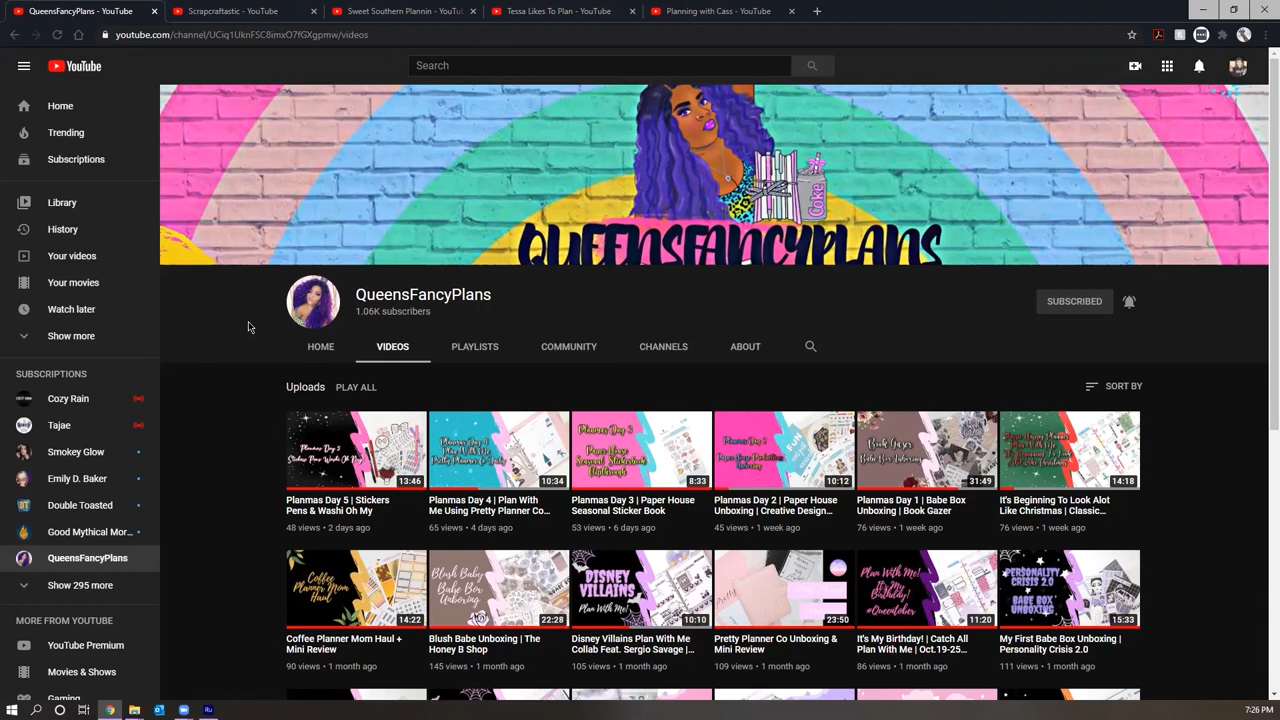 QueensFancyPlans - YouTube
Scrapcraftastic - YouTube
Sweet Southern Plannin - YouTu
Tessa Likes To Plan - YouTube
Planning with Cass - YouTube
youtube.com/channel/UCiq1UknFSC8imxO7fGXgpmw/videos
YouTube
Search
Home
Trending
Subscriptions
Library
History
Your videos
Your movies
Watch later
Show more
SUBSCRIPTIONS
Cozy Rain
Tajae
Smokey Glow
Emily D. Baker
Double Toasted
Good Mythical Mor...
QueensFancyPlans
Show 295 more
MORE FROM YOUTUBE
YouTube Premium
Movies & Shows
Gaming
Coke
QUEENSFANCYPLANS
QueensFancyPlans
1.06K subscribers
SUBSCRIBED
HOME
VIDEOS
PLAYLISTS
COMMUNITY
CHANNELS
ABOUT
Uploads
PLAY ALL
SORT BY
13:46
10:34
8:33
10:12
31:49
14:18
Planmas Day 5 | Stickers
Pens & Washi Oh My
48 views • 2 days ago
Planmas Day 4 | Plan With
Me Using Pretty Planner Co...
65 views • 4 days ago
Planmas Day 3 | Paper House
Seasonal Sticker Book
53 views • 6 days ago
Planmas Day 2 | Paper House
Unboxing | Creative Design...
45 views • 1 week ago
Planmas Day 1 | Babe Box
Unboxing | Book Gazer
76 views • 1 week ago
It's Beginning To Look Alot
Like Christmas | Classic...
76 views • 1 week ago
Coffee
Planner Mom
Haul
14:22
Blush Baby
Babe Box
Unboxing
22:28
DISNEY
VILLAINS
Plan With Me!
10:10
Pretty
23:50
Plan With Me!
It's My
Birthday!
#Queentober
11:20
PERSONALITY
CRISIS 2.0
BABE BOX
UNBOXING
15:33
Coffee Planner Mom Haul +
Mini Review
90 views • 1 month ago
Blush Babe Unboxing | The
Honey B Shop
145 views • 1 month ago
Disney Villains Plan With Me
Collab Feat. Sergio Savage |...
105 views • 1 month ago
Pretty Planner Co Unboxing &
Mini Review
109 views • 1 month ago
It's My Birthday! | Catch All
Plan With Me | Oct.19-25...
86 views • 1 month ago
My First Babe Box Unboxing |
Personality Crisis 2.0
111 views • 1 month ago
Ru
7:26 PM